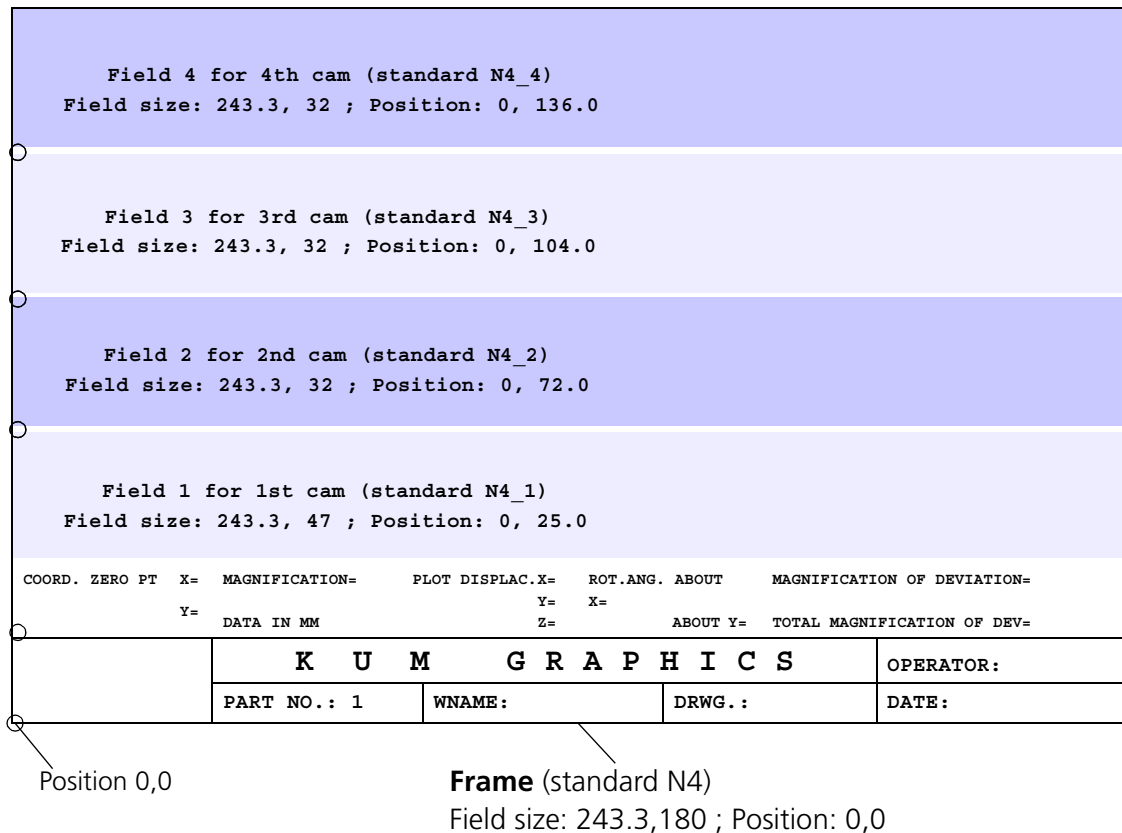 Field 4 for 4th cam (standard N4_4)
Field size: 243.3, 32 ; Position: 0, 136.0
Field 3 for 3rd cam (standard N4_3)
Field size: 243.3, 32 ; Position: 0, 104.0
Field 2 for 2nd cam (standard N4_2)
Field size: 243.3, 32 ; Position: 0, 72.0
Field 1 for 1st cam (standard N4_1)
Field size: 243.3, 47 ; Position: 0, 25.0
COORD. ZERO PT X= MAGNIFICATION= PLOT DISPLAC.X= ROT.ANG. ABOUT MAGNIFICATION OF DEVIATION=
Y= Y= X=
DATA IN MM Z= ABOUT Y= TOTAL MAGNIFICATION OF DEV=
K U M G R A P H I C S OPERATOR:
PART NO.: 1 WNAME: DRWG.: DATE:
Position 0,0
Frame (standard N4)
Field size: 243.3,180 ; Position: 0,0